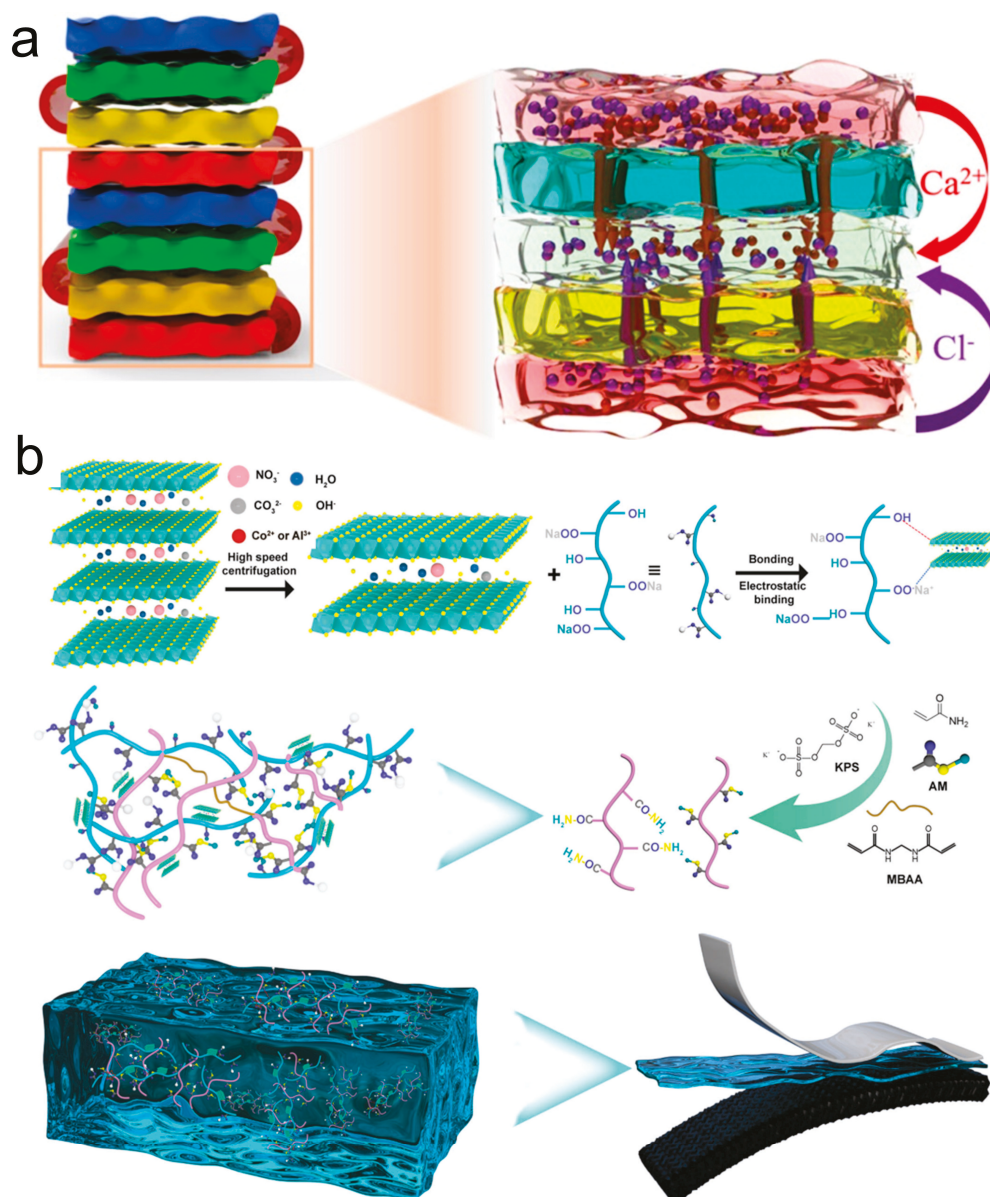 a
Ca²⁺
Cl⁻
b
NO₃⁻
H₂O
CO₃²⁻
OH⁻
Co²⁺ or Al³⁺
High speed
centrifugation
+
OH
NaOO
HO
OONa
HO
NaOO
≡
Bonding
Electrostatic
binding
OH
NaOO
HO
OO⁻Na⁺
HO
NaOO
K⁻
O
O⁻
S
O
O
O
O
O
S
O⁻
K⁻
KPS
O
NH₂
AM
CO-NH₂
H₂N-OC
CO-NH₂
H₂N-OC
O
O
N
H
N
H
MBAA